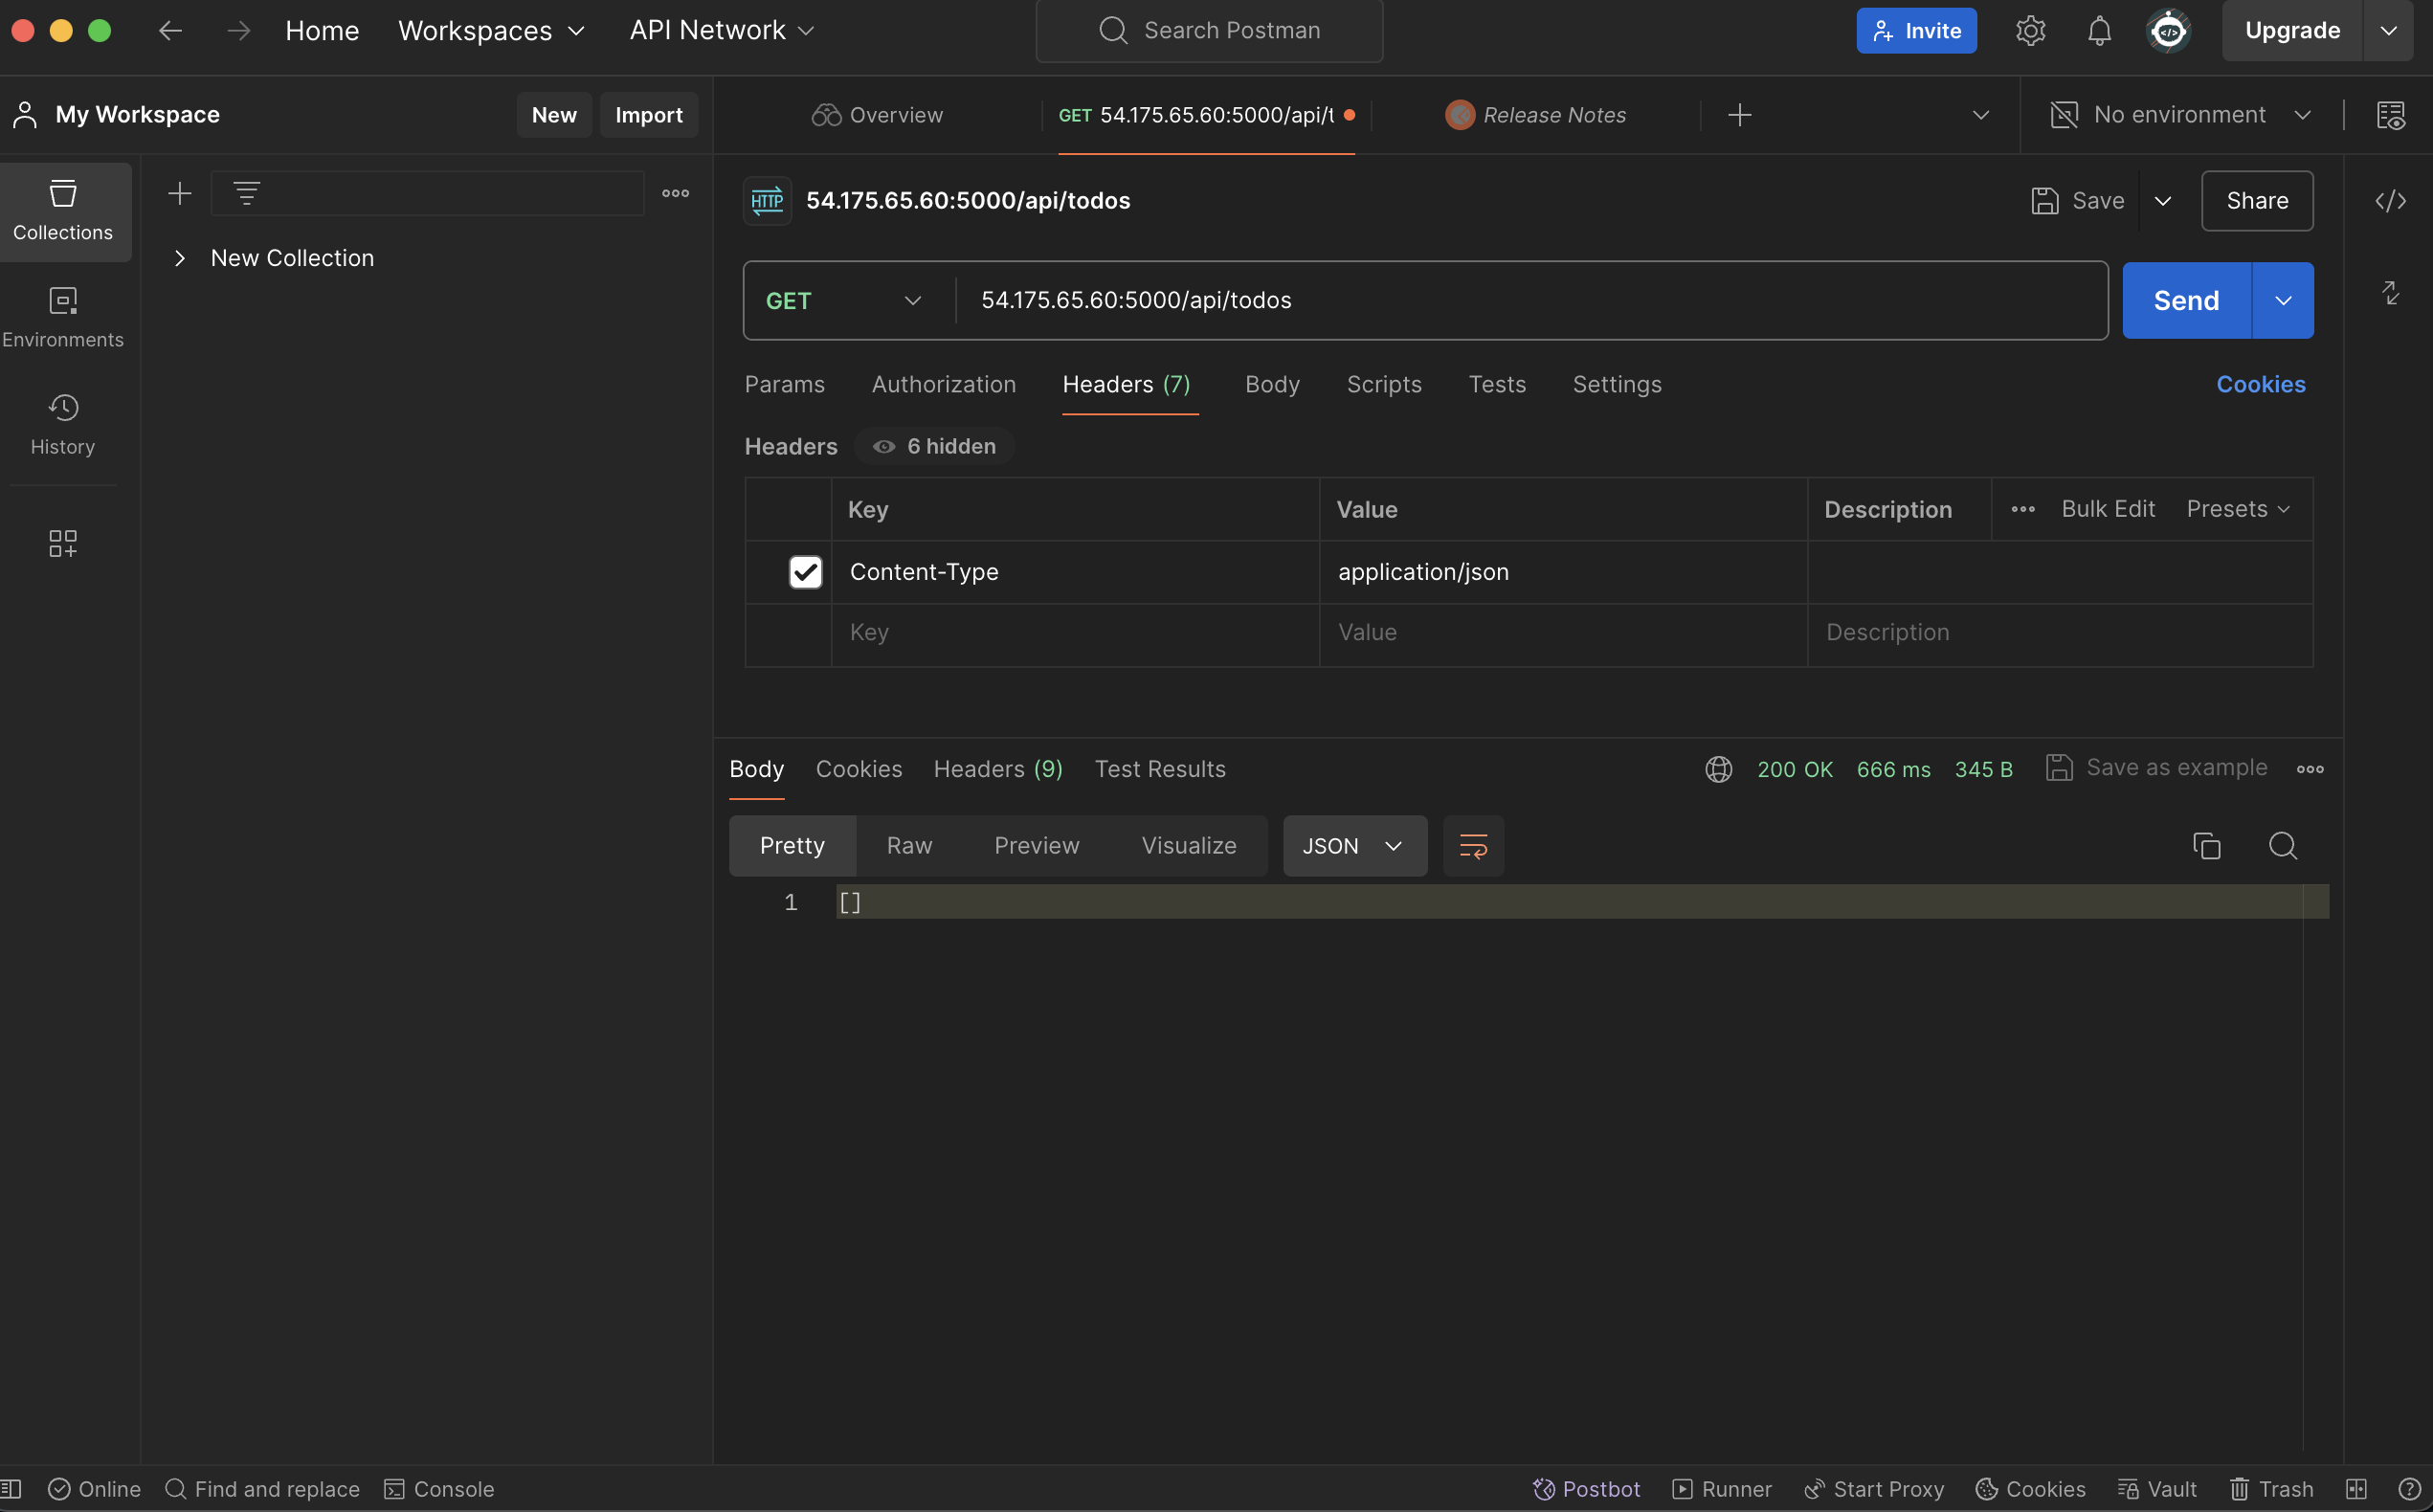 Home Workspaces API Network Search Postman Invite Upgrade
My Workspace New Import Overview GET 54.175.65.60:5000/api/t Release Notes No environment
Collections
New Collection
Environments
History
HTTP 54.175.65.60:5000/api/todos Save Share
GET 54.175.65.60:5000/api/todos Send
Params Authorization Headers (7) Body Scripts Tests Settings Cookies
Headers 6 hidden
Key Value Description Bulk Edit Presets
Content-Type application/json
Key Value Description
Body Cookies Headers (9) Test Results 200 OK 666 ms 345 B Save as example
Pretty Raw Preview Visualize JSON
1 []
Online Find and replace Console Postbot Runner Start Proxy Cookies Vault Trash